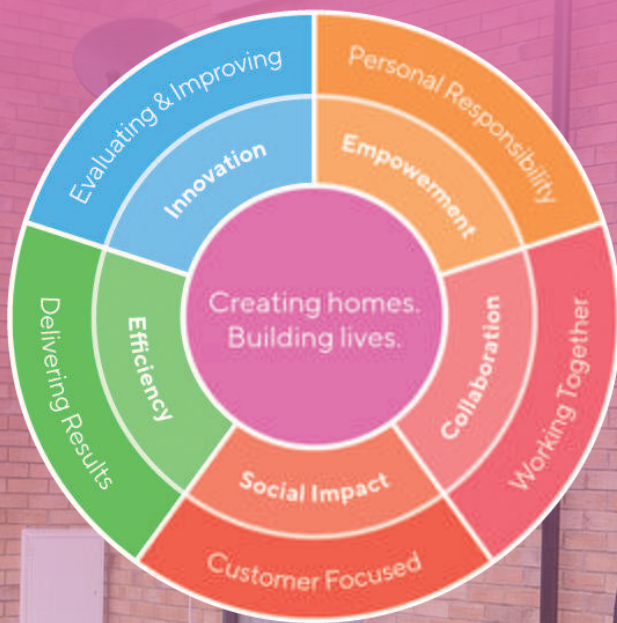 Creating homes.
Building lives.
Innovation
Evaluating & Improving
Empowerment
Personal Responsibility
Collaboration
Working Together
Social Impact
Customer Focused
Efficiency
Delivering Results